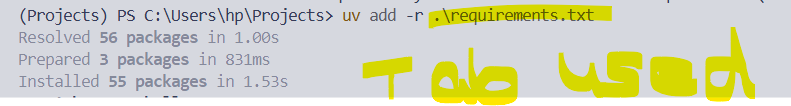 (Projects) PS C:\Users\hp\Projects> uv add -r .\requirements.txt
Resolved 56 packages in 1.00s
Prepared 3 packages in 831ms
Installed 55 packages in 1.53s
Tab used